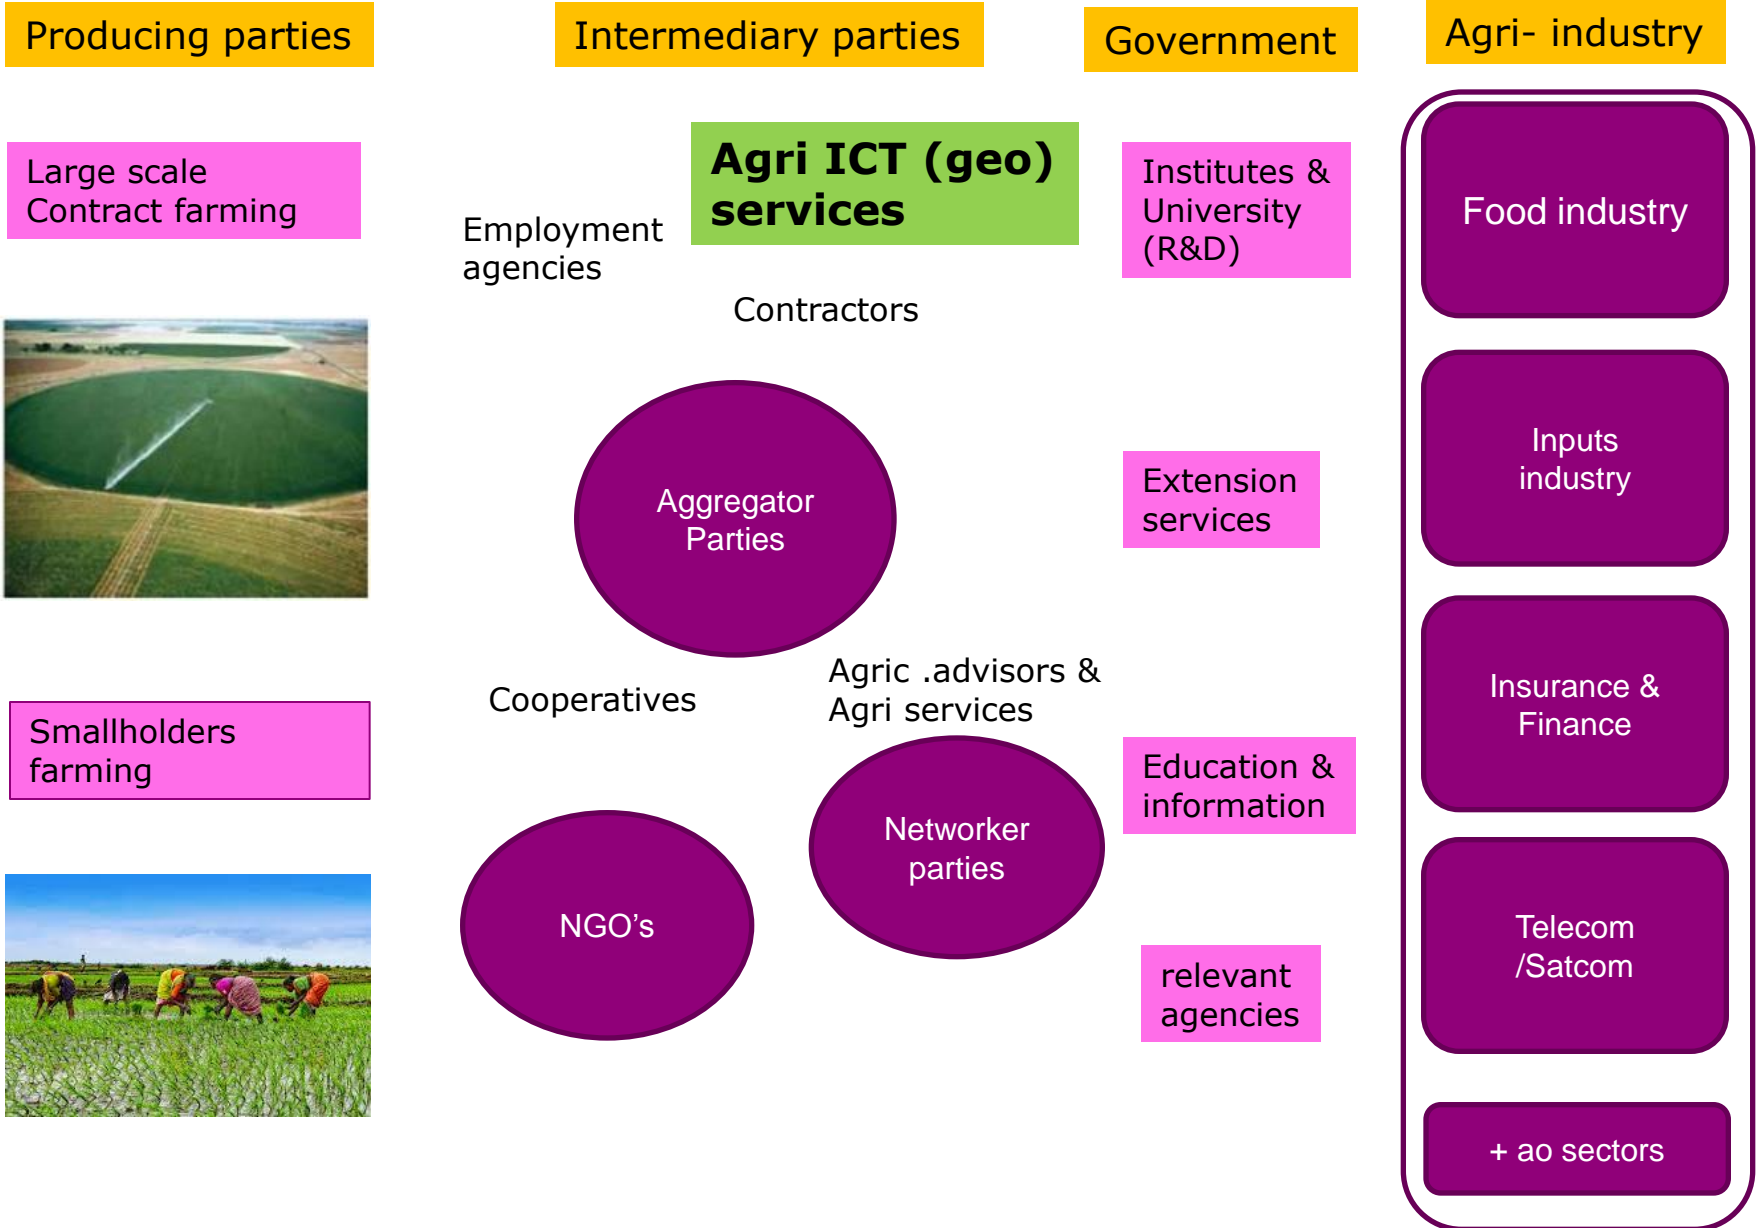 Producing parties
Intermediary parties
Government
Agri- industry
Large scale
Contract farming
Smallholders
farming
Agri ICT (geo)
services
Employment
agencies
Contractors
Aggregator
Parties
Cooperatives
Agric .advisors &
Agri services
Networker
parties
NGO’s
Institutes &
University
(R&D)
Extension
services
Education &
information
relevant
agencies
Food industry
Inputs
industry
Insurance &
Finance
Telecom
/Satcom
+ ao sectors